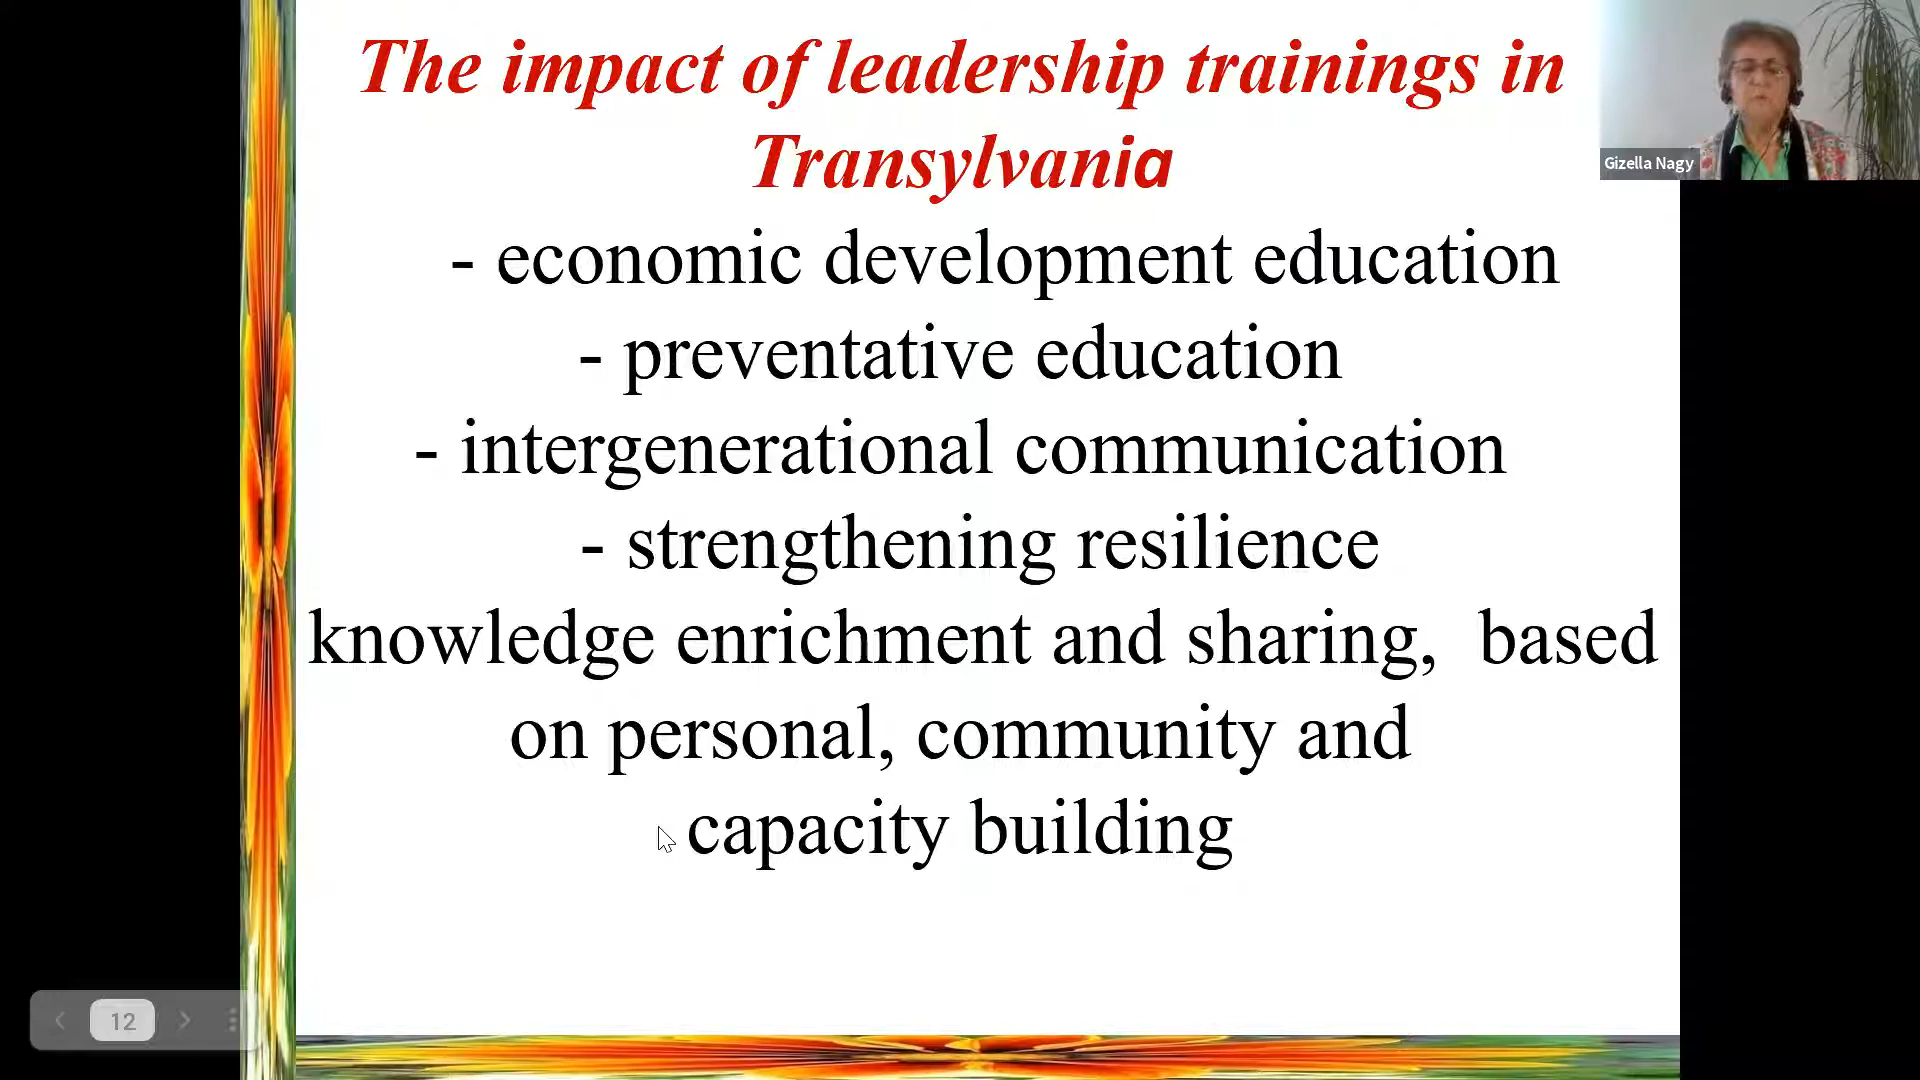 The impact of leadership trainings in
Transylvania
- economic development education
- preventative education
- intergenerational communication
- strengthening resilience
knowledge enrichment and sharing,  based
on personal, community and
capacity building
Gizella Nagy
12